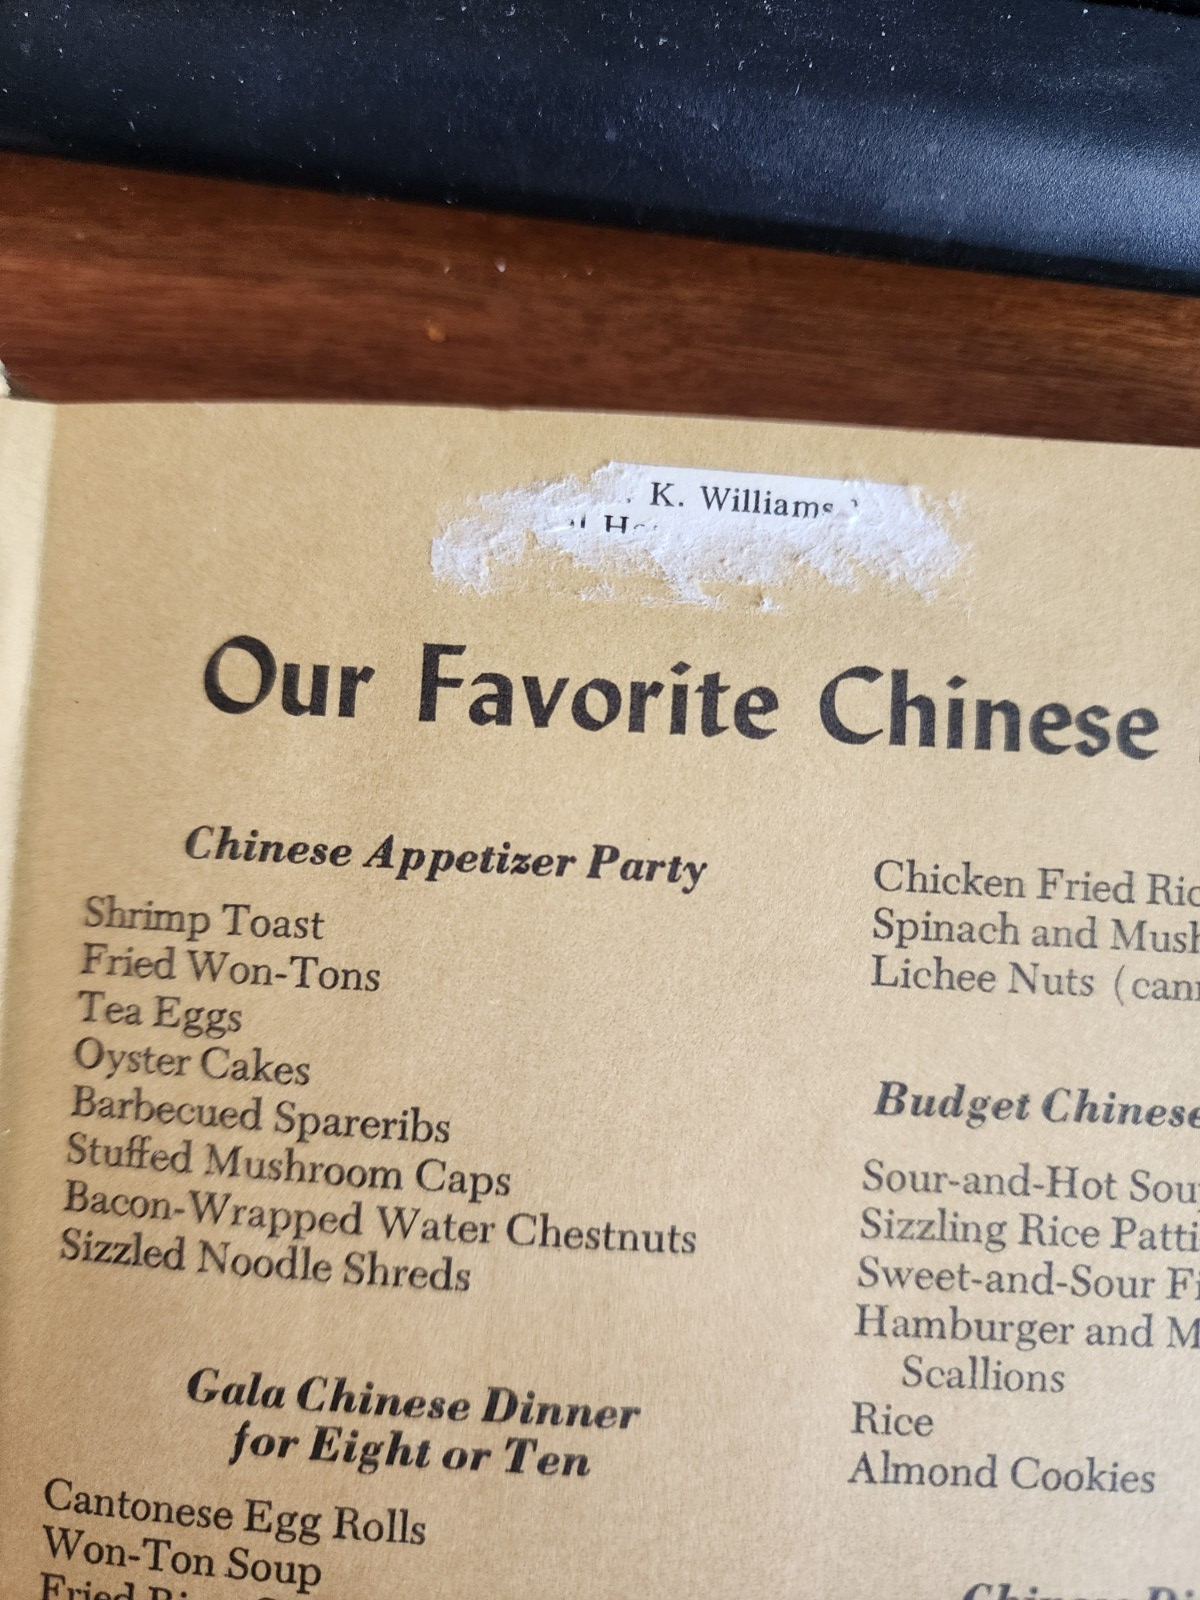 K. Williams
Our Favorite Chinese
Chinese Appetizer Party
Shrimp Toast
Fried Won-Tons
Tea Eggs
Oyster Cakes
Barbecued Spareribs
Stuffed Mushroom Caps
Bacon-Wrapped Water Chestnuts
Sizzled Noodle Shreds
Gala Chinese Dinner
for Eight or Ten
Cantonese Egg Rolls
Won-Ton Soup
Fried
Chicken Fried
Spinach and
Lichee Nuts
Budget Chinese
Sour-and-Hot
Sizzling Rice
Sweet-and-Sour
Hamburger and
Scallions
Rice
Almond Cookies
Chinese